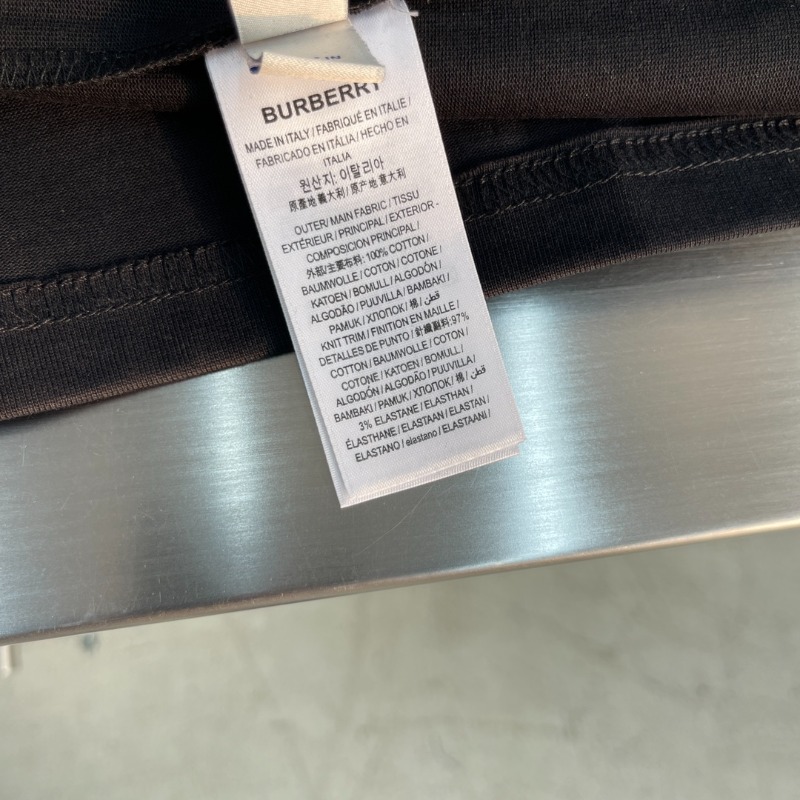 BURBERRY
MADE IN ITALY / FABRIQUÉ EN ITALIE /
FABRICADO EN ITÁLIA / HECHO EN
ITALIA
원산지: 이탈리아
原產地 義大利 / 原产地 意大利
OUTER/ MAIN FABRIC / TISSU
EXTÉRIEUR / PRINCIPAL / EXTERIOR -
COMPOSICION PRINCIPAL /
外部/主要布料: 100% COTTON /
BAUMWOLLE / COTON / COTONE /
KATOEN / BOMULL / ALGODÓN /
ALGODÃO / PUUVILLA / BAMBAKI /
PAMUK / ХЛОПОК / 棉 / قطن
KNIT TRIM / FINITION EN MAILLE /
DETALLES DE PUNTO / 針織副料: 97%
COTTON / BAUMWOLLE / COTON /
COTONE / KATOEN / BOMULL /
ALGODÓN / ALGODÃO / PUUVILLA /
BAMBAKI / PAMUK / ХЛОПОК / 棉 / قطن
3% ELASTANE / ELASTHAN /
ÉLASTHANE / ELASTAAN / ELASTAN /
ELASTANO / elastano / ELASTAANI /